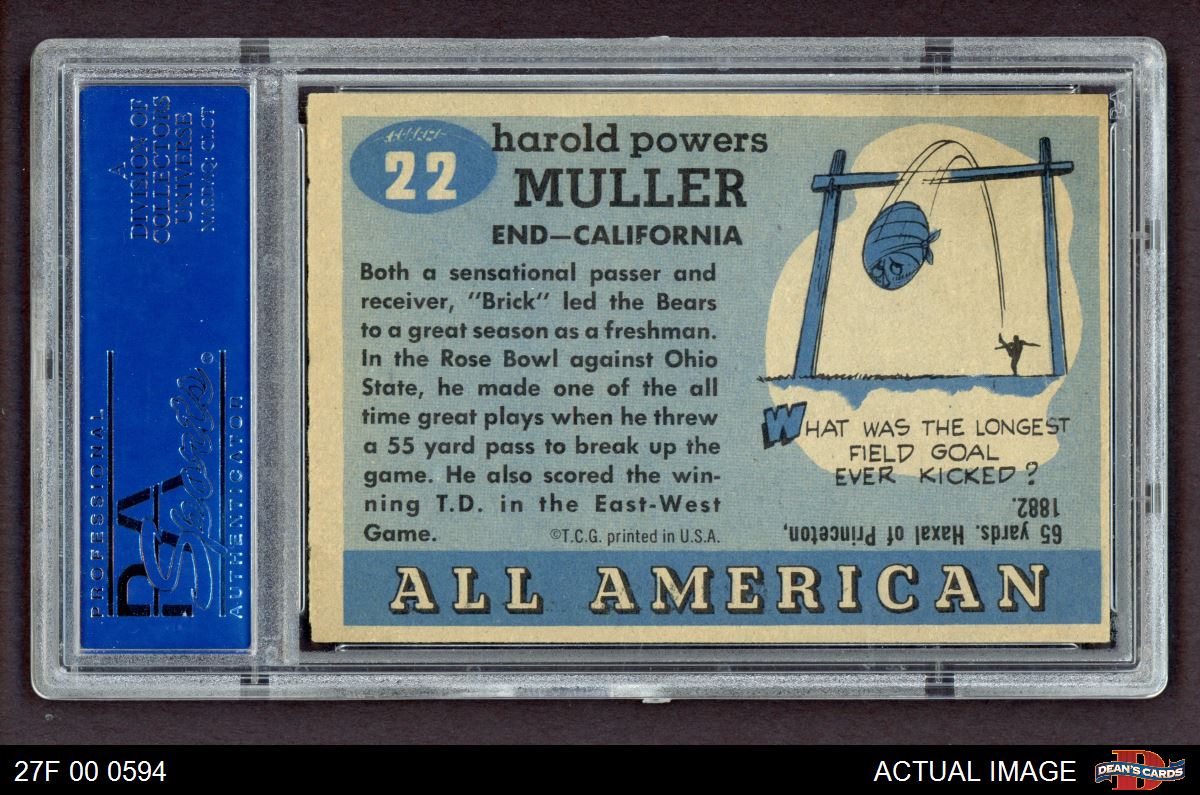 A
DIVISION OF
COLLECTORS
UNIVERSE
NASDAQ: CLCT
PROFESSIONAL
PSA
Sports
AUTHENTICATOR
22
harold powers
MULLER
END—CALIFORNIA
Both a sensational passer and
receiver, "Brick" led the Bears
to a great season as a freshman.
In the Rose Bowl against Ohio
State, he made one of the all
time great plays when he threw
a 55 yard pass to break up the
game. He also scored the win-
ning T.D. in the East-West
Game.
©T.C.G. printed in U.S.A.
WHAT WAS THE LONGEST
FIELD GOAL
EVER KICKED?
65 yards. Haxal of Princeton,
1882.
ALL AMERICAN
27F 00 0594
ACTUAL IMAGE
DEAN'S CARDS